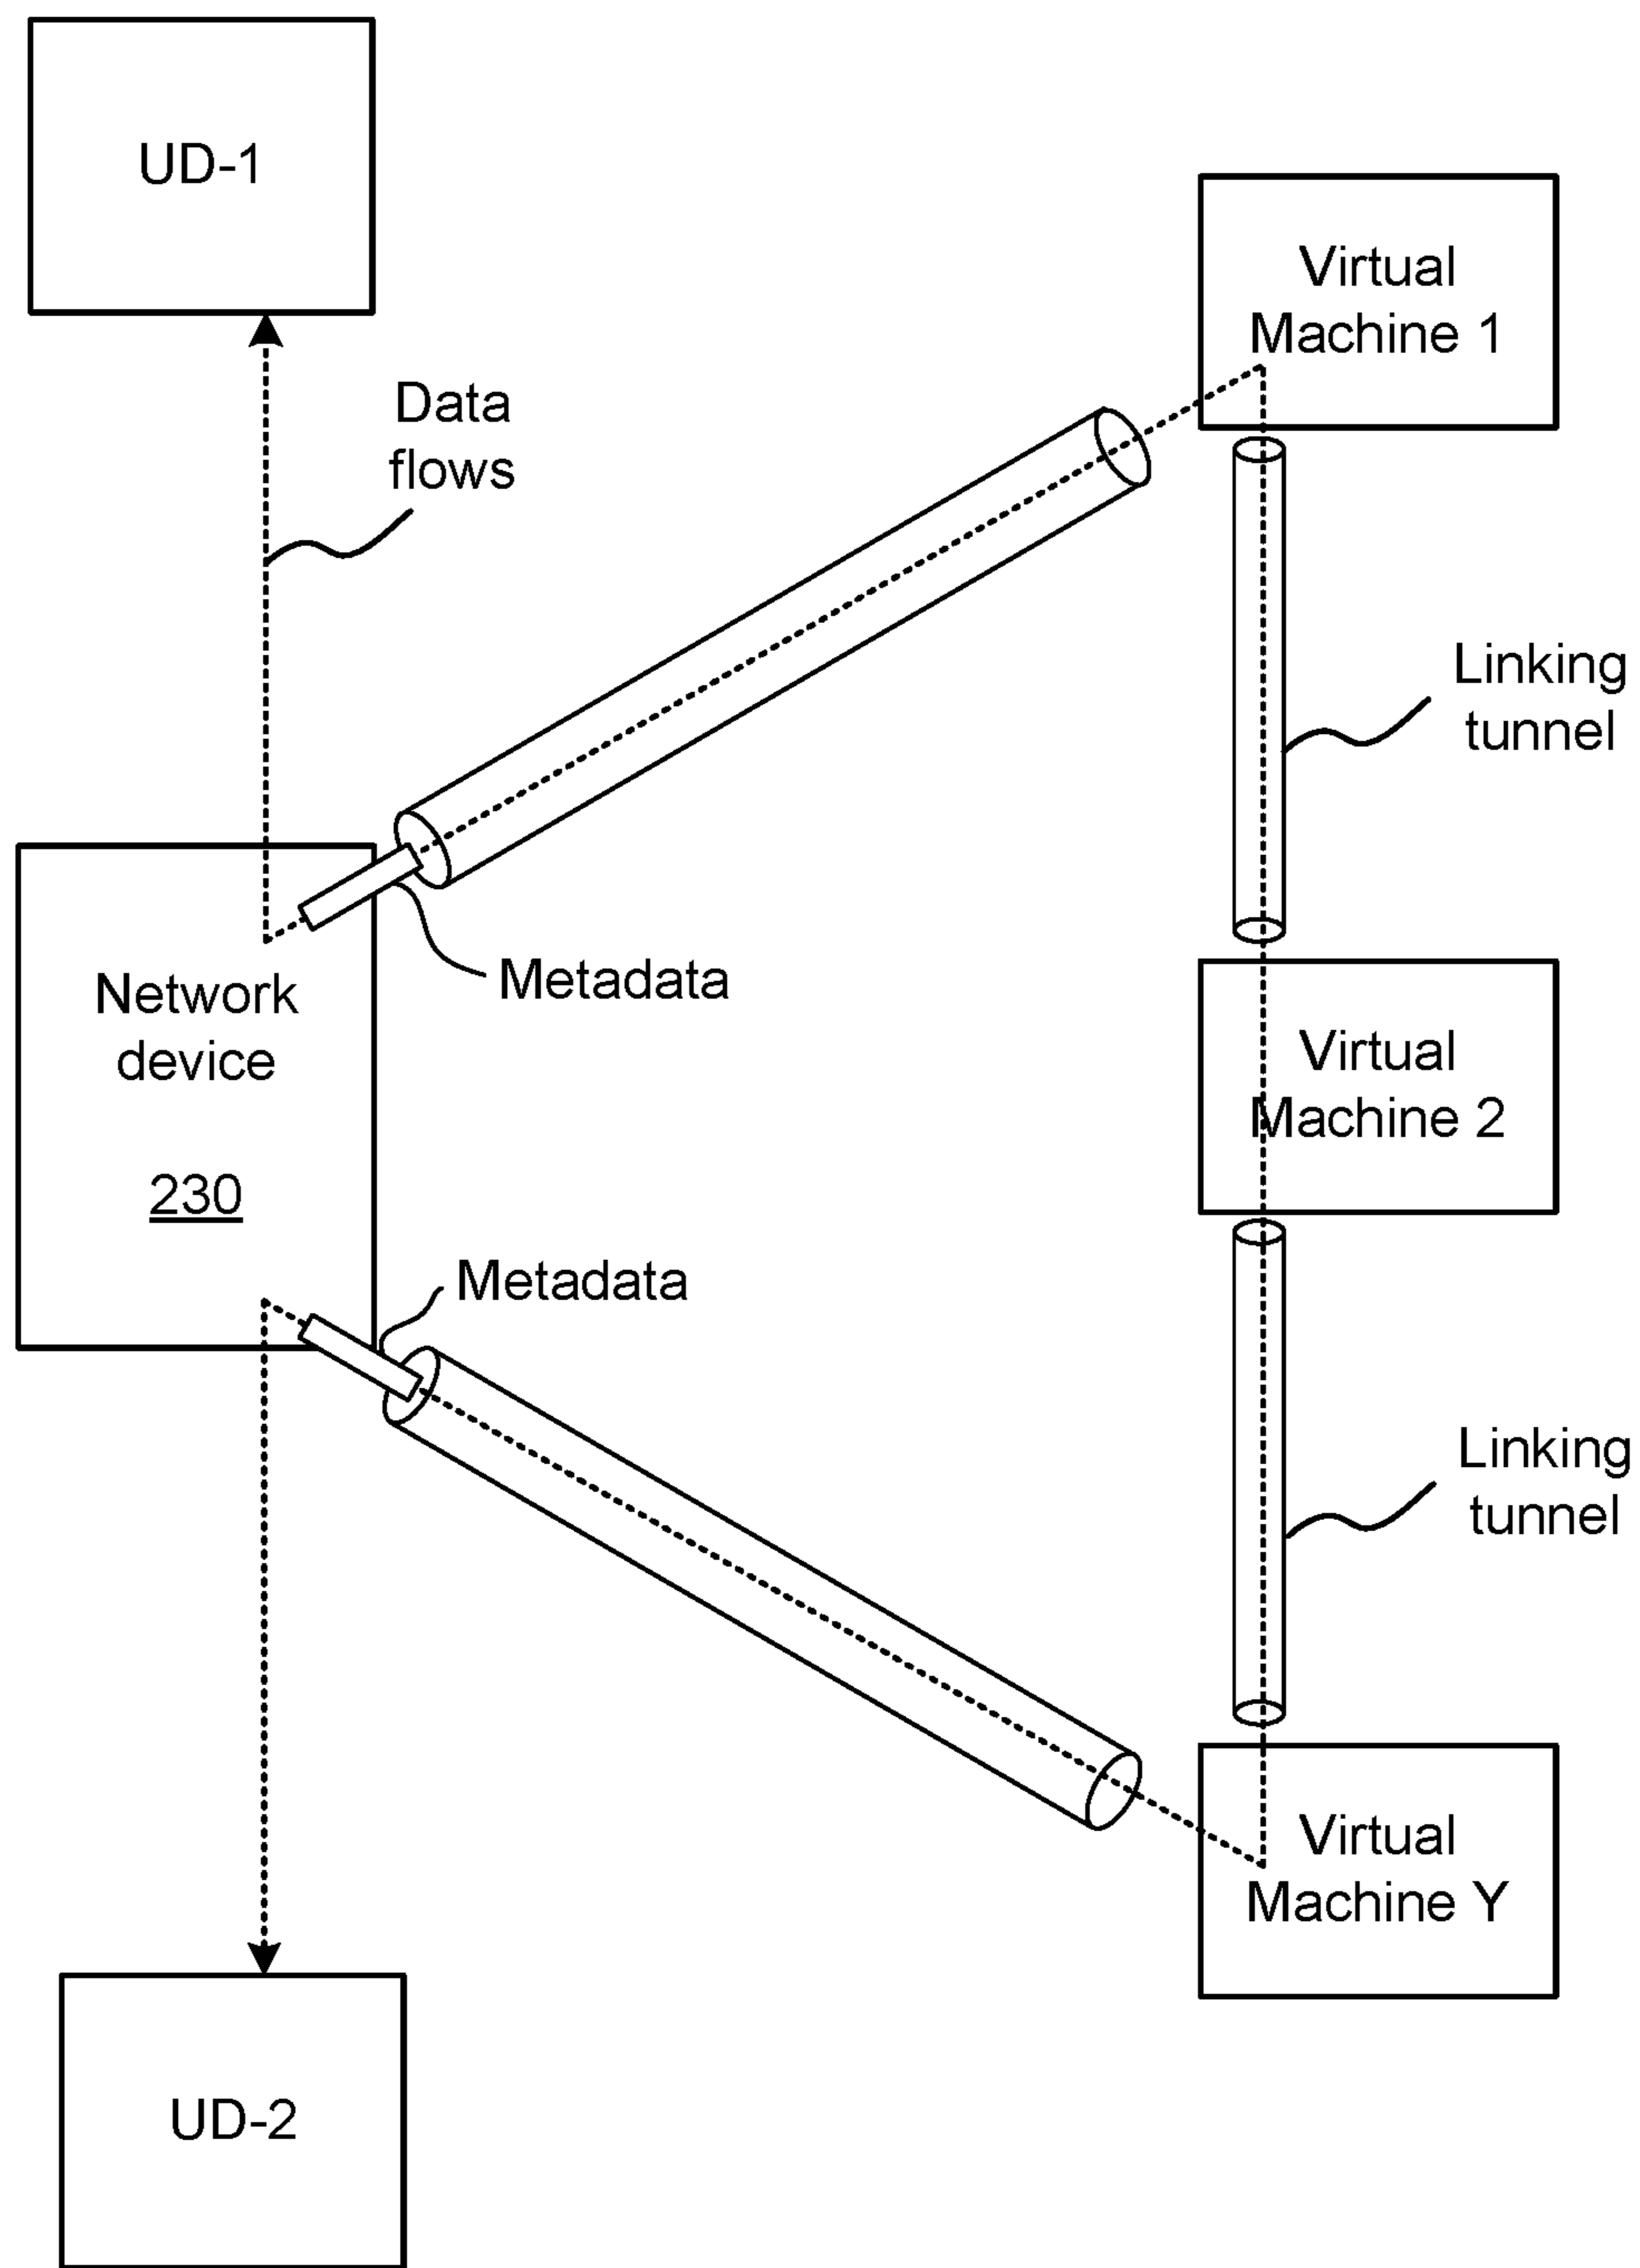 UD-1
Virtual
Machine 1
Data
flows
Linking
tunnel
Metadata
Network
device
230
Virtual
Machine 2
Metadata
Linking
tunnel
Virtual
Machine Y
UD-2